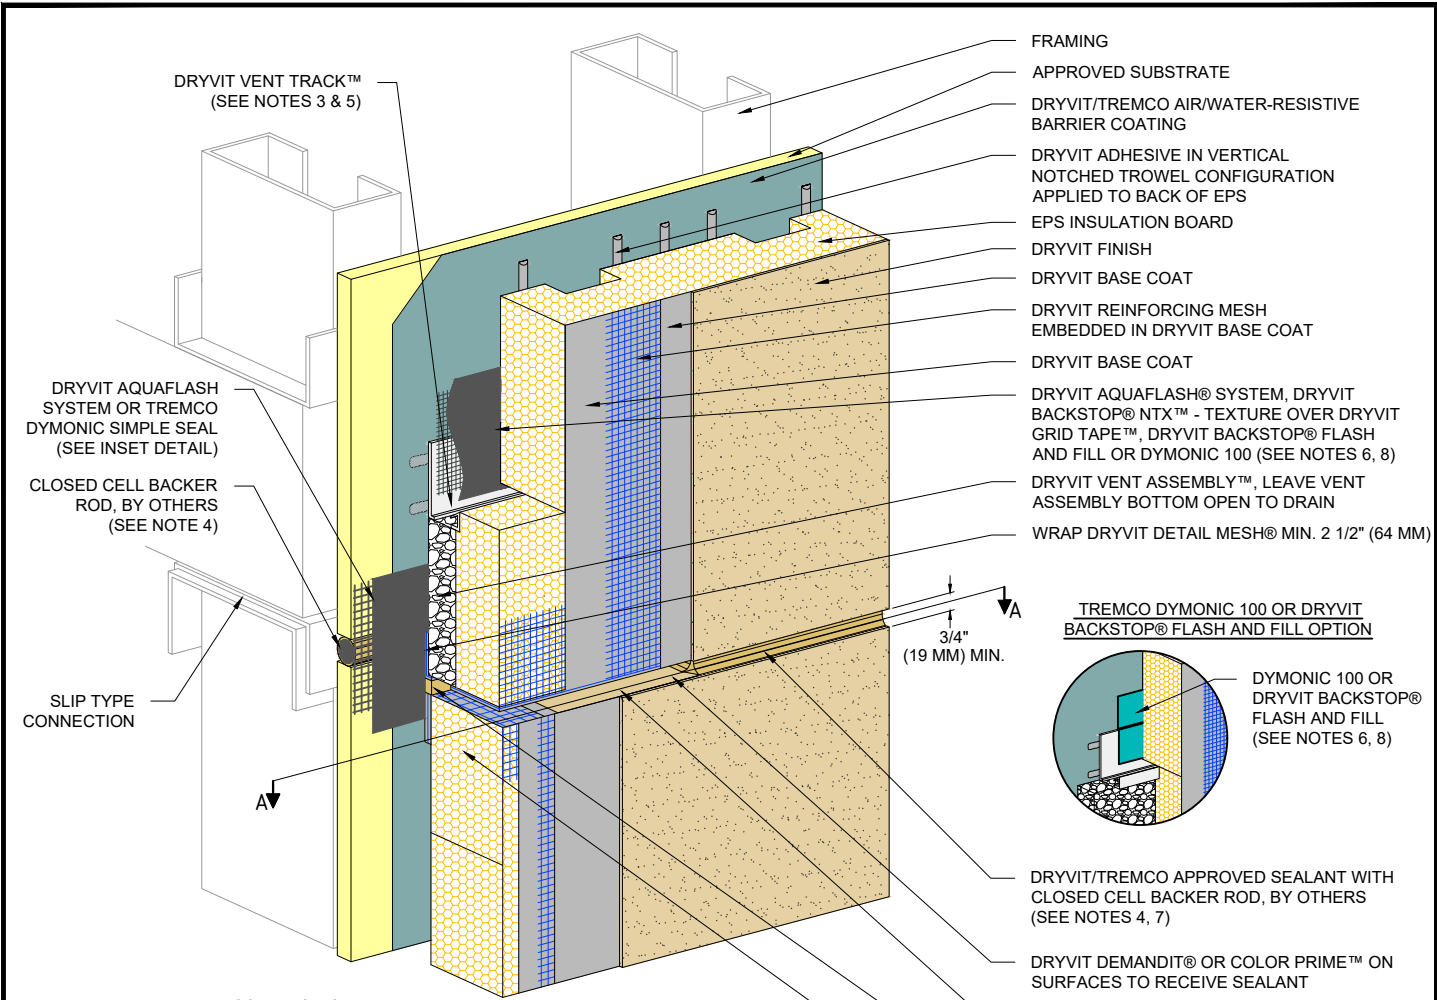 DRYVIT VENT TRACK™
(SEE NOTES 3 & 5)
DRYVIT AQUAFLASH
SYSTEM OR TREMCO
DYMONIC SIMPLE SEAL
(SEE INSET DETAIL)
CLOSED CELL BACKER
ROD, BY OTHERS
(SEE NOTE 4)
SLIP TYPE
CONNECTION
A
FRAMING
APPROVED SUBSTRATE
DRYVIT/TREMCO AIR/WATER-RESISTIVE
BARRIER COATING
DRYVIT ADHESIVE IN VERTICAL
NOTCHED TROWEL CONFIGURATION
APPLIED TO BACK OF EPS
EPS INSULATION BOARD
DRYVIT FINISH
DRYVIT BASE COAT
DRYVIT REINFORCING MESH
EMBEDDED IN DRYVIT BASE COAT
DRYVIT BASE COAT
DRYVIT AQUAFLASH® SYSTEM, DRYVIT
BACKSTOP® NTX™ - TEXTURE OVER DRYVIT
GRID TAPE™, DRYVIT BACKSTOP® FLASH
AND FILL OR DYMONIC 100 (SEE NOTES 6, 8)
DRYVIT VENT ASSEMBLY™, LEAVE VENT
ASSEMBLY BOTTOM OPEN TO DRAIN
WRAP DRYVIT DETAIL MESH® MIN. 2 1/2" (64 MM)
A
3/4"
(19 MM) MIN.
TREMCO DYMONIC 100 OR DRYVIT
BACKSTOP® FLASH AND FILL OPTION
DYMONIC 100 OR
DRYVIT BACKSTOP®
FLASH AND FILL
(SEE NOTES 6, 8)
DRYVIT/TREMCO APPROVED SEALANT WITH
CLOSED CELL BACKER ROD, BY OTHERS
(SEE NOTES 4, 7)
DRYVIT DEMANDIT® OR COLOR PRIME™ ON
SURFACES TO RECEIVE SEALANT